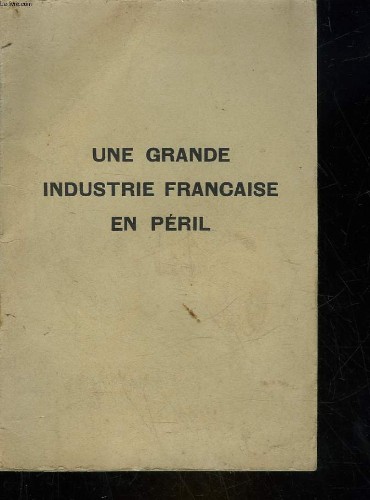 UNE GRANDE
INDUSTRIE FRANCAISE
EN PÉRIL